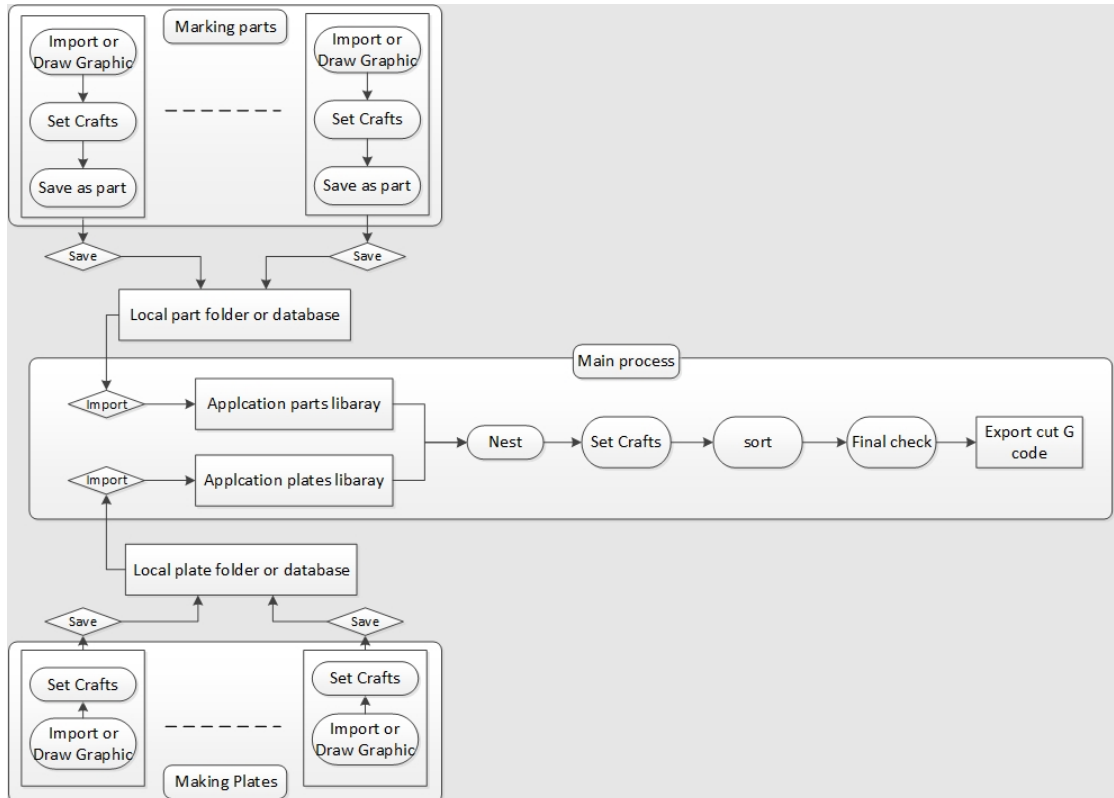 Marking parts
Import or
Draw Graphic
Set Crafts
Save as part
Import or
Draw Graphic
Set Crafts
Save as part
Save
Save
Local part folder or database
Main process
Import
Applcation parts libaray
Import
Applcation plates libaray
Nest
Set Crafts
sort
Final check
Export cut G
code
Local plate folder or database
Save
Save
Set Crafts
Import or
Draw Graphic
Set Crafts
Import or
Draw Graphic
Making Plates